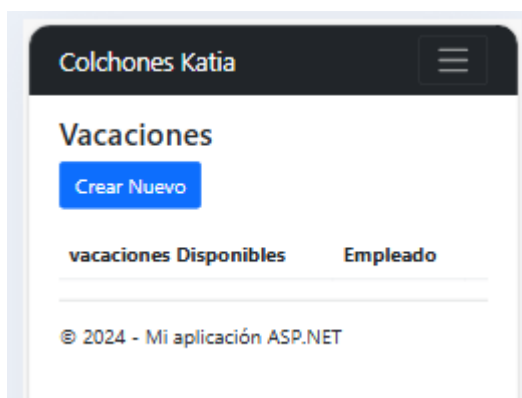 Colchones Katia
Vacaciones
Crear Nuevo
vacaciones Disponibles Empleado
© 2024 - Mi aplicación ASP.NET